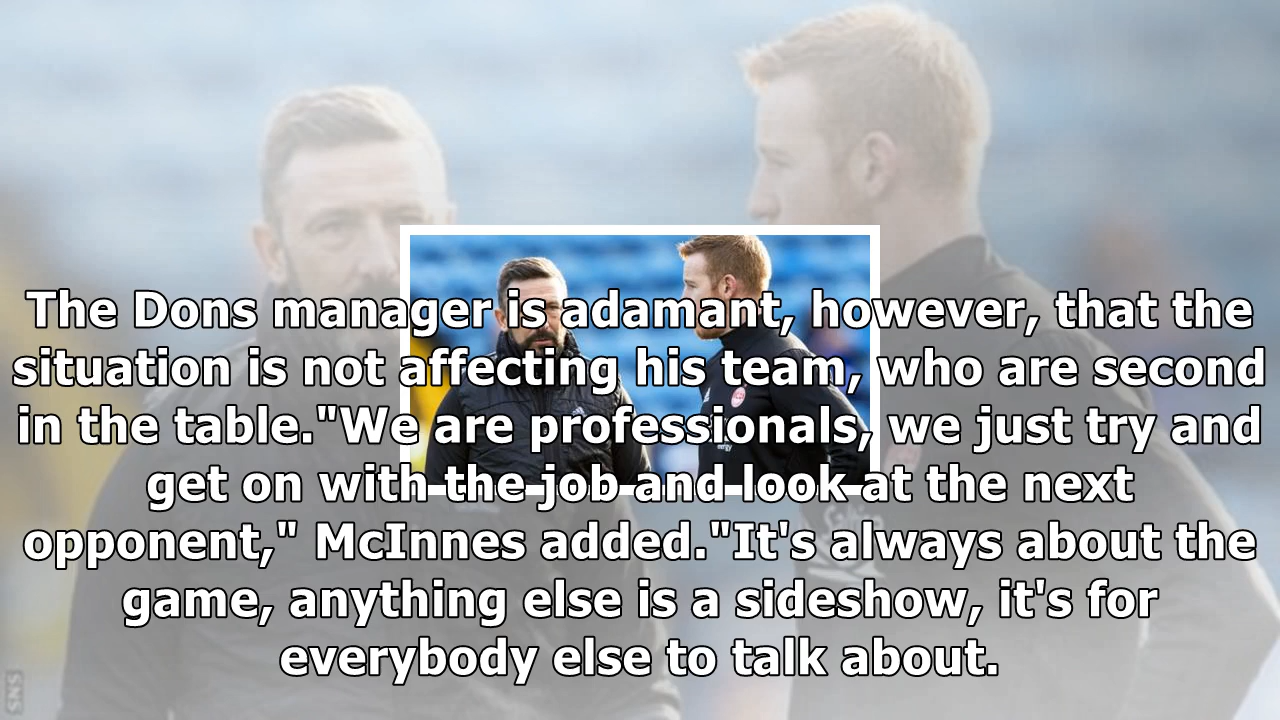 The Dons manager is adamant, however, that the
situation is not affecting his team, who are second
in the table."We are professionals, we just try and
get on with the job and look at the next
opponent," McInnes added."It's always about the
game, anything else is a sideshow, it's for
everybody else to talk about.
SNS